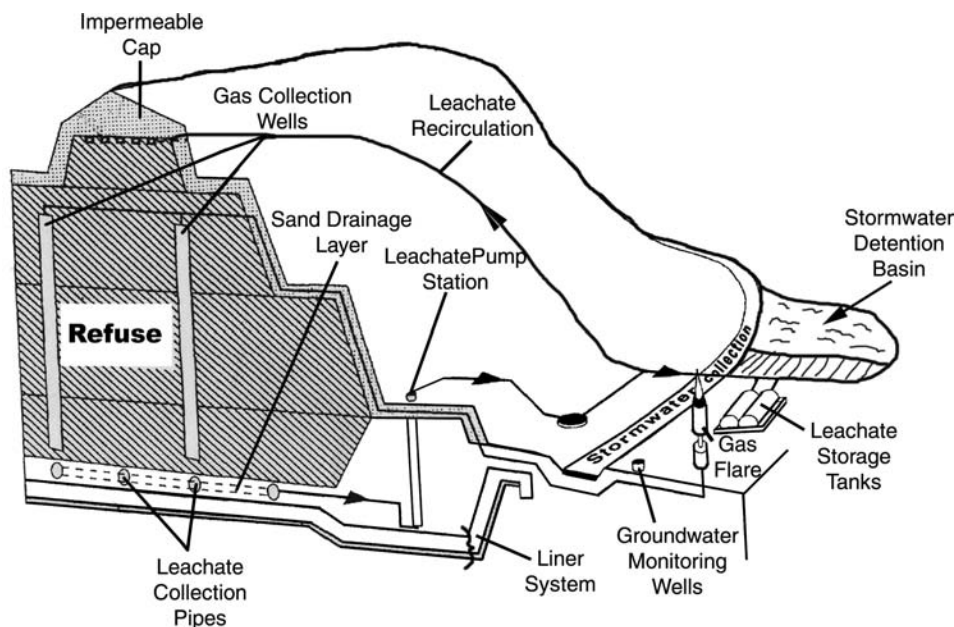 Impermeable
Cap
Gas Collection
Wells
Leachate
Recirculation
Sand Drainage
Layer
LeachatePump
Station
Stormwater
Detention
Basin
Refuse
Stormwater collection
Gas
Flare
Leachate
Storage
Tanks
Groundwater
Monitoring
Wells
Liner
System
Leachate
Collection
Pipes